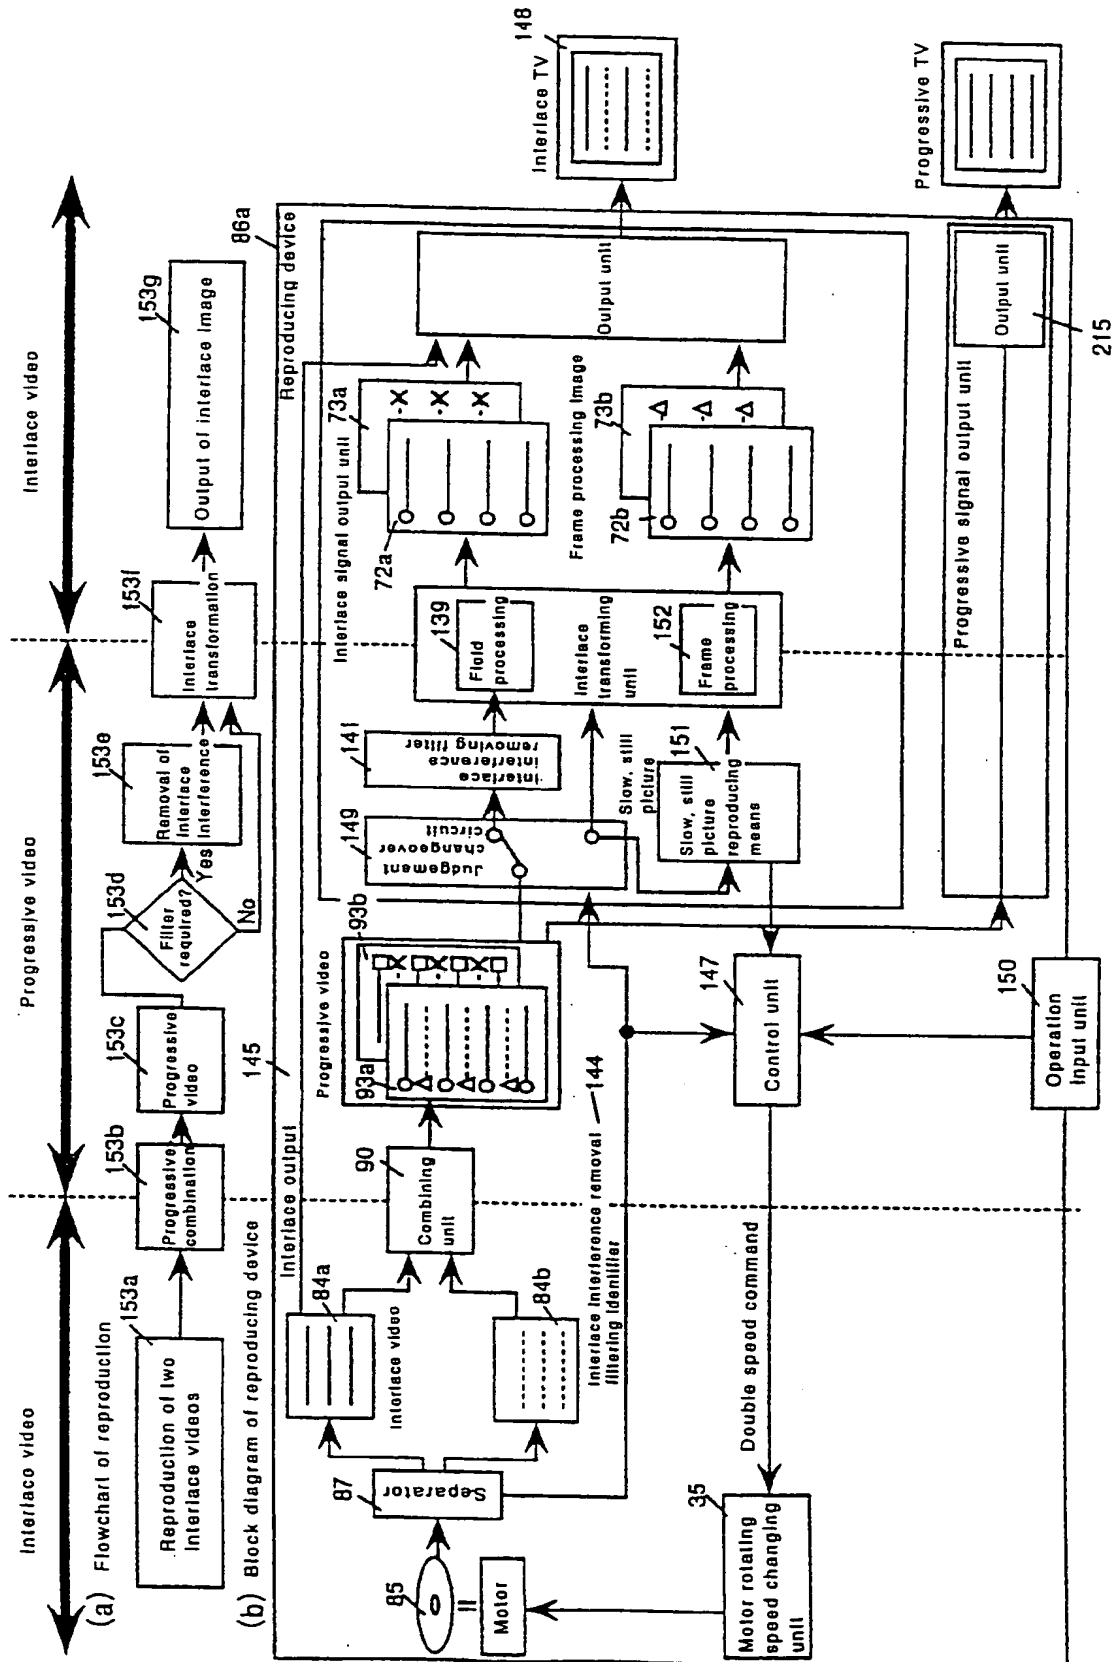 Interlaco video
Progressive video
Interlace video
(a) Flowchart of reproduction
153a
Reproduction of two
Interlace videos
153b
Progressive
combination
153c
Progressive
video
153d
Filter
required?
Yes
No
153e
Removal of
Interlace
Interference
153f
Interlace
transformation
153g
Output of interlace image
(b) Block diagram of reproducing device
Reproducing device
86a
145
Interlace output
85
Motor
87
Separator
84a
Interlace video
84b
90
Combining
unit
Progressive video
93a
93b
Interlace interference removal
filtering identifier
144
149
Judgement
changeover
circuit
141
interlace
interference
removing filter
Slow, still
picture
151
Slow, still
picture
reproducing
means
Interlace signal output unit
139
Field
processing
Interlace
transforming
unit
152
Frame
processing
72a
73a
Frame processing image
72b
73b
Output unit
Interlace TV
148
Progressive TV
Progressive signal output unit
Output unit
215
147
Control unit
150
Operation
Input unit
Double speed command
35
Motor rotating
speed changing
unit